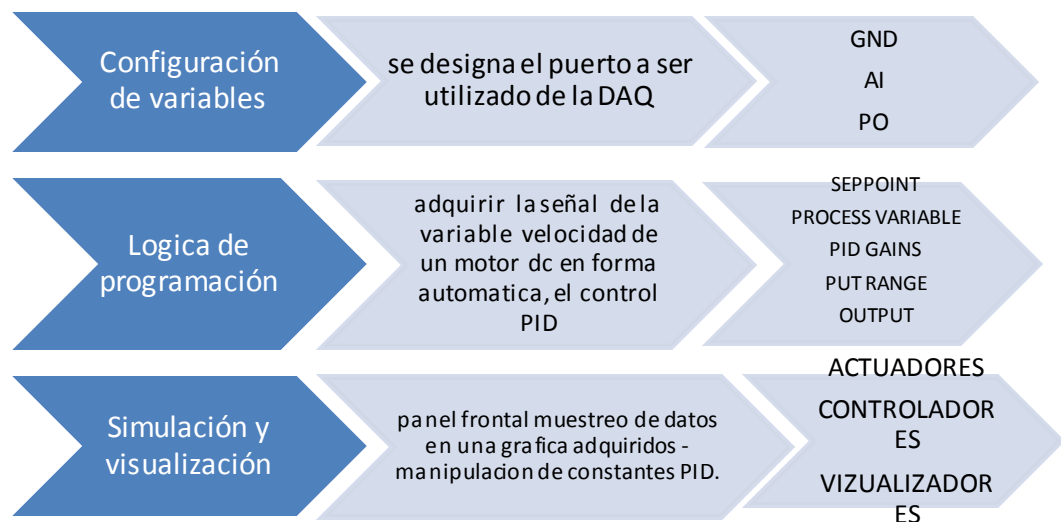 Configuración
de variables
se designa el puerto a ser
utilizado de la DAQ
GND
AI
PO
Logica de
programación
adquirir la señal de la
variable velocidad de
un motor dc en forma
automatica, el control
PID
SEPPOINT
PROCESS VARIABLE
PID GAINS
PUT RANGE
OUTPUT
Simulación y
visualización
panel frontal muestreo de datos
en una grafica adquiridos -
manipulacion de constantes PID.
ACTUADORES
CONTROLADOR
ES
VIZUALIZADOR
ES